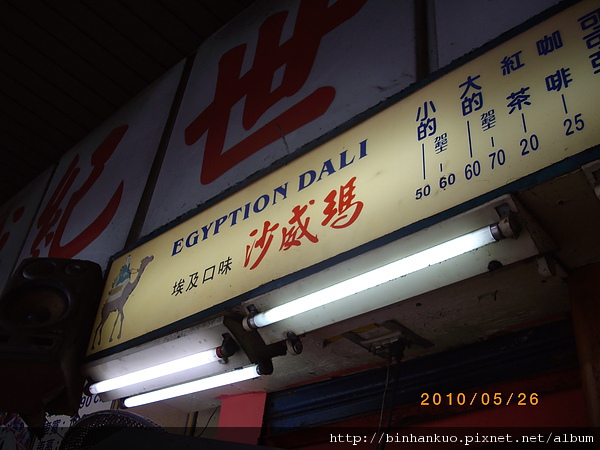 世紀
EGYPTION DALI
埃及口味 沙威瑪
小的 50 60
大的 60 70
紅茶 20
咖啡 25
2010/05/26
http://binhankuo.pixnet.net/album